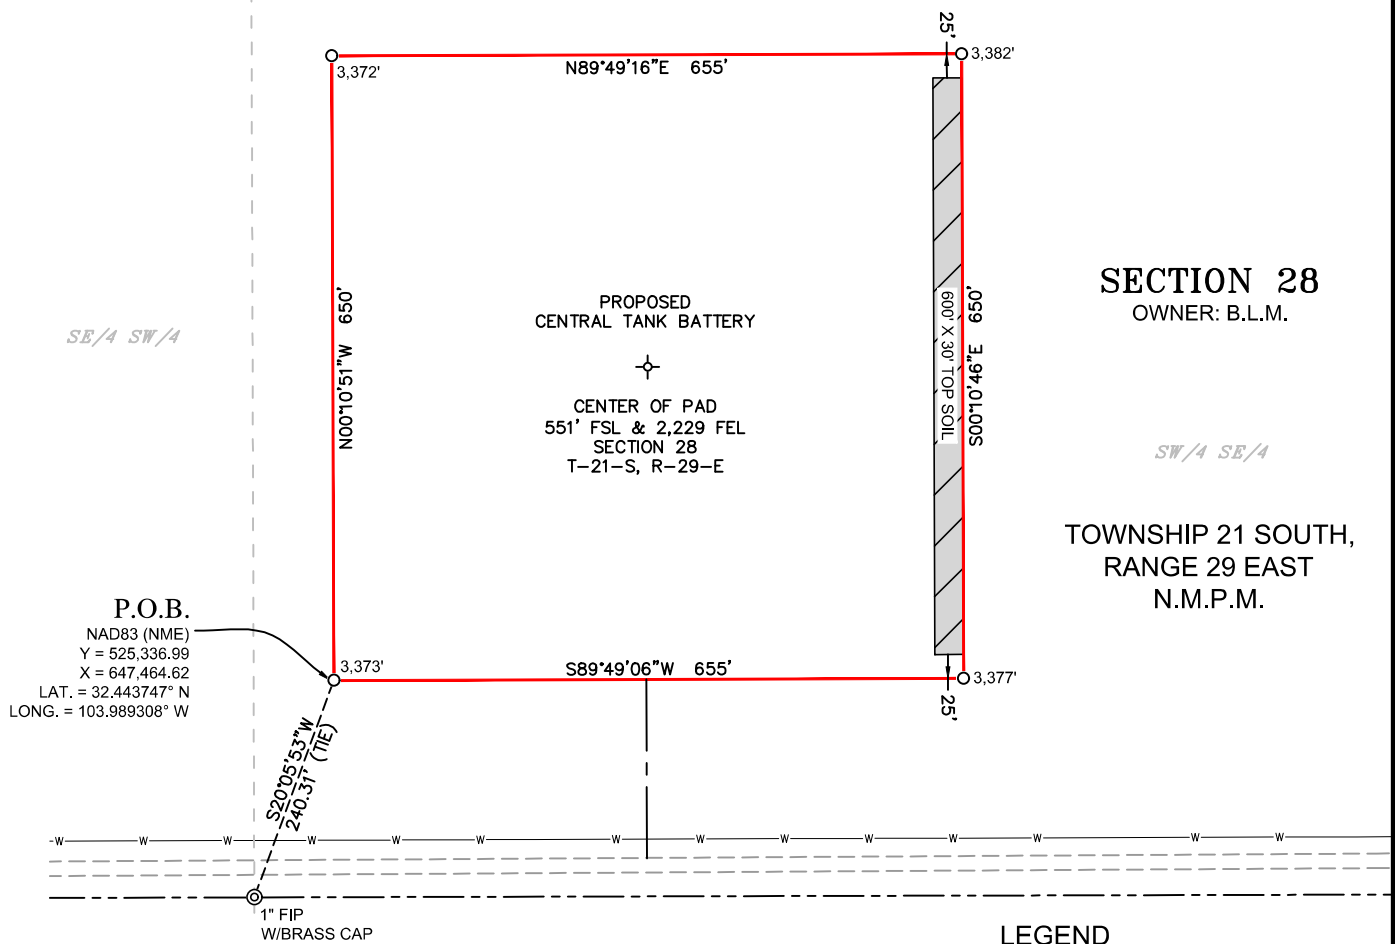 25'
3,372'
N89°49'16"E 655'
3,382'
N00°10'51"W 650'
PROPOSED
CENTRAL TANK BATTERY
CENTER OF PAD
551' FSL & 2,229 FEL
SECTION 28
T-21-S, R-29-E
600' X 30' TOP SOIL
S00°10'46"E 650'
SECTION 28
OWNER: B.L.M.
SE/4 SW/4
SW/4 SE/4
TOWNSHIP 21 SOUTH,
RANGE 29 EAST
N.M.P.M.
P.O.B.
NAD83 (NME)
Y = 525,336.99
X = 647,464.62
LAT. = 32.443747° N
LONG. = 103.989308° W
3,373'
S89°49'06"W 655'
3,377'
25'
S20°05'53"W
240.31' (TIE)
W W W W W W W W W W W W W W
1" FIP
W/BRASS CAP
LEGEND